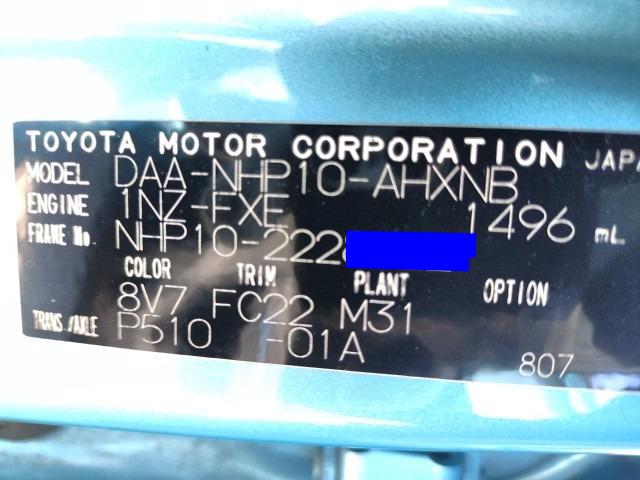 TOYOTA MOTOR CORPORATION JAPA
MODEL DAA-NHP10-AHXNB
ENGINE 1NZ-FXE 1496 mL
FRAME No NHP10-222
COLOR TRIM PLANT OPTION
8V7 FC22 M31
TRANS./AXLE P510 -01A 807